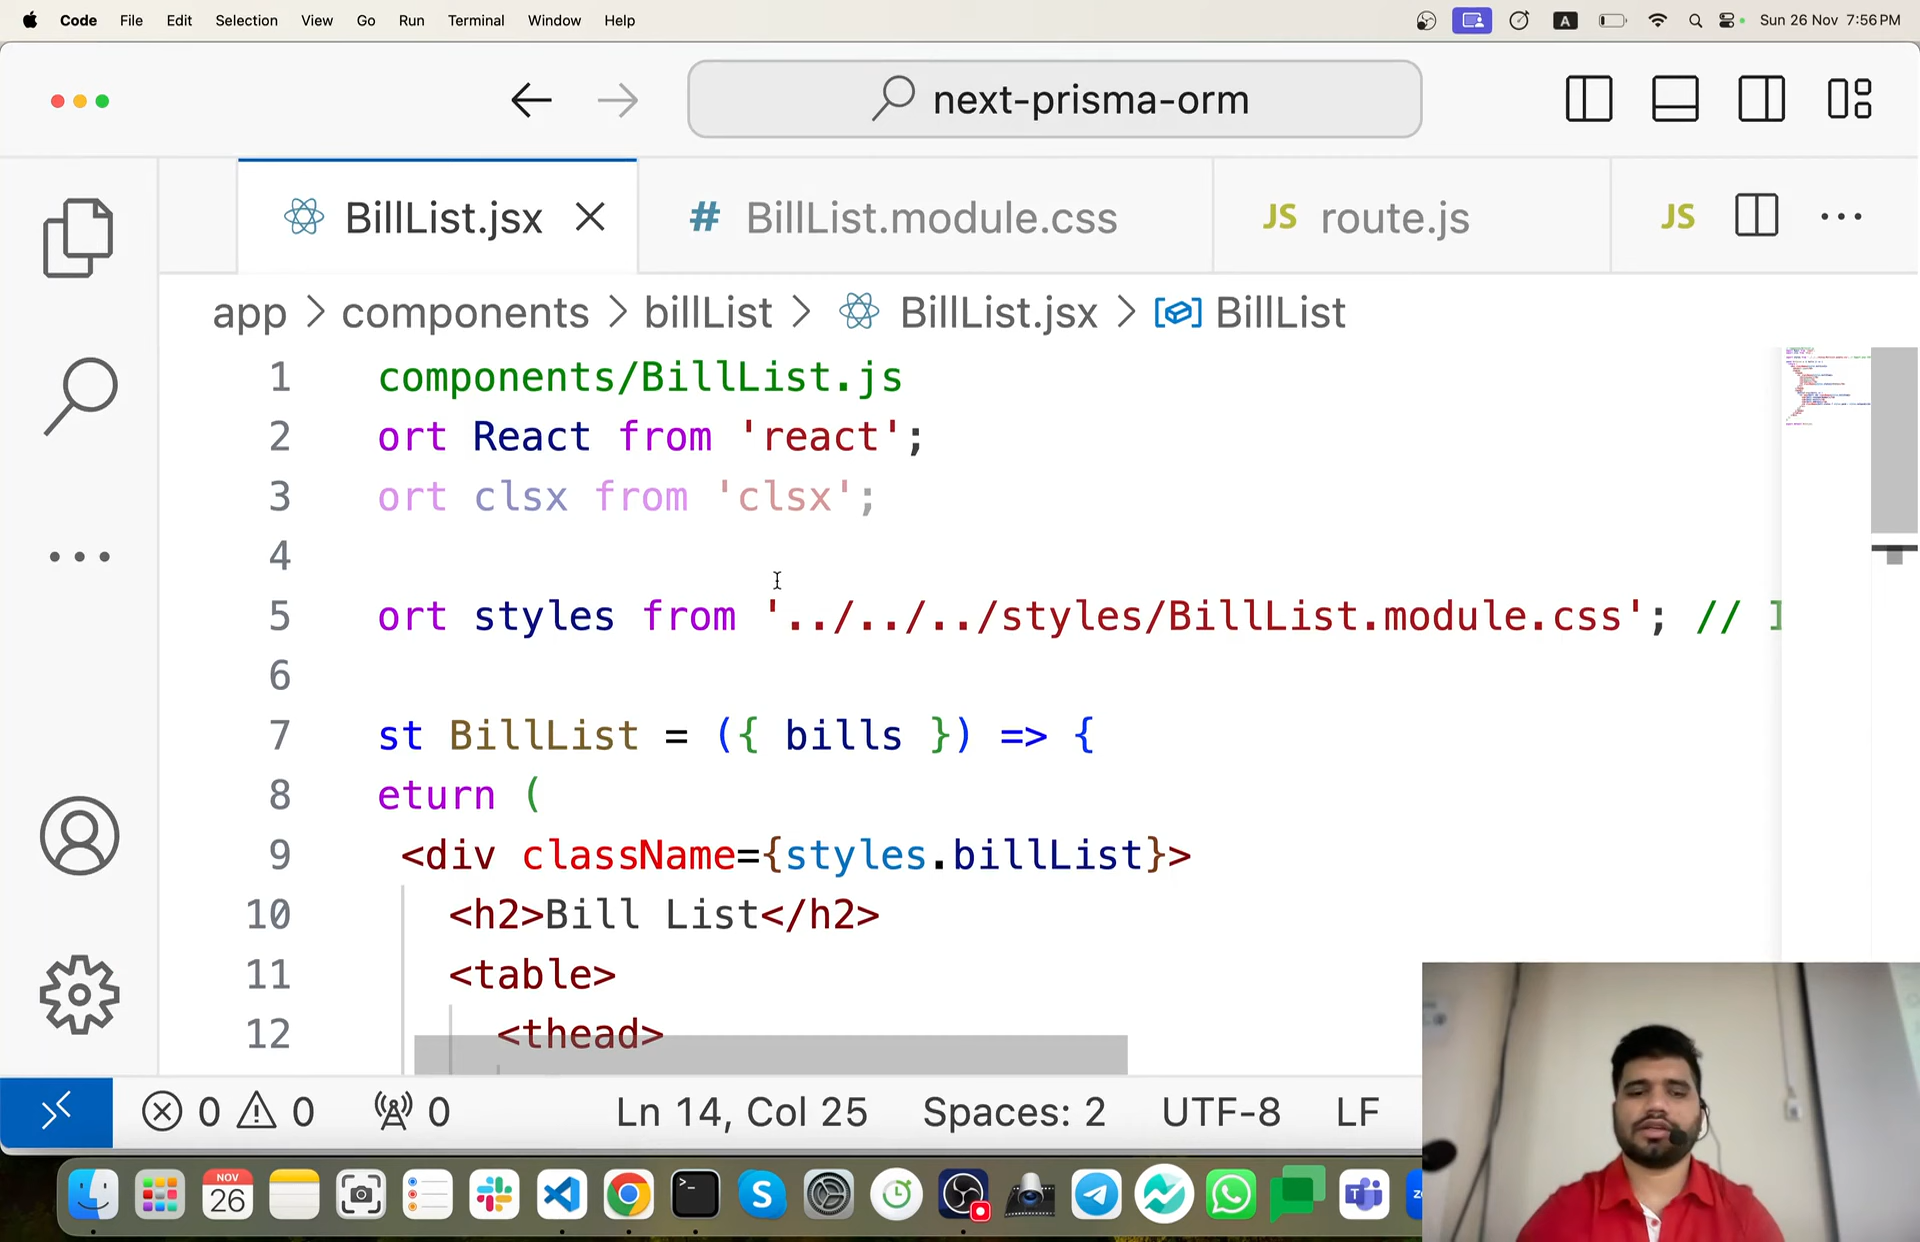 Code File Edit Selection View Go Run Terminal Window Help A Sun 26 Nov 7:56 PM
next-prisma-orm
BillList.jsx # BillList.module.css JS route.js JS
app > components > billList > BillList.jsx > BillList
1 components/BillList.js
2 ort React from 'react';
3 ort clsx from 'clsx';
4
5 ort styles from '../../../styles/BillList.module.css'; //
6
7 st BillList = ({ bills }) => {
8 eturn (
9 <div className={styles.billList}>
10 <h2>Bill List</h2>
11 <table>
12 <thead>
0 0 0 Ln 14, Col 25 Spaces: 2 UTF-8 LF
NOV
26
S
T